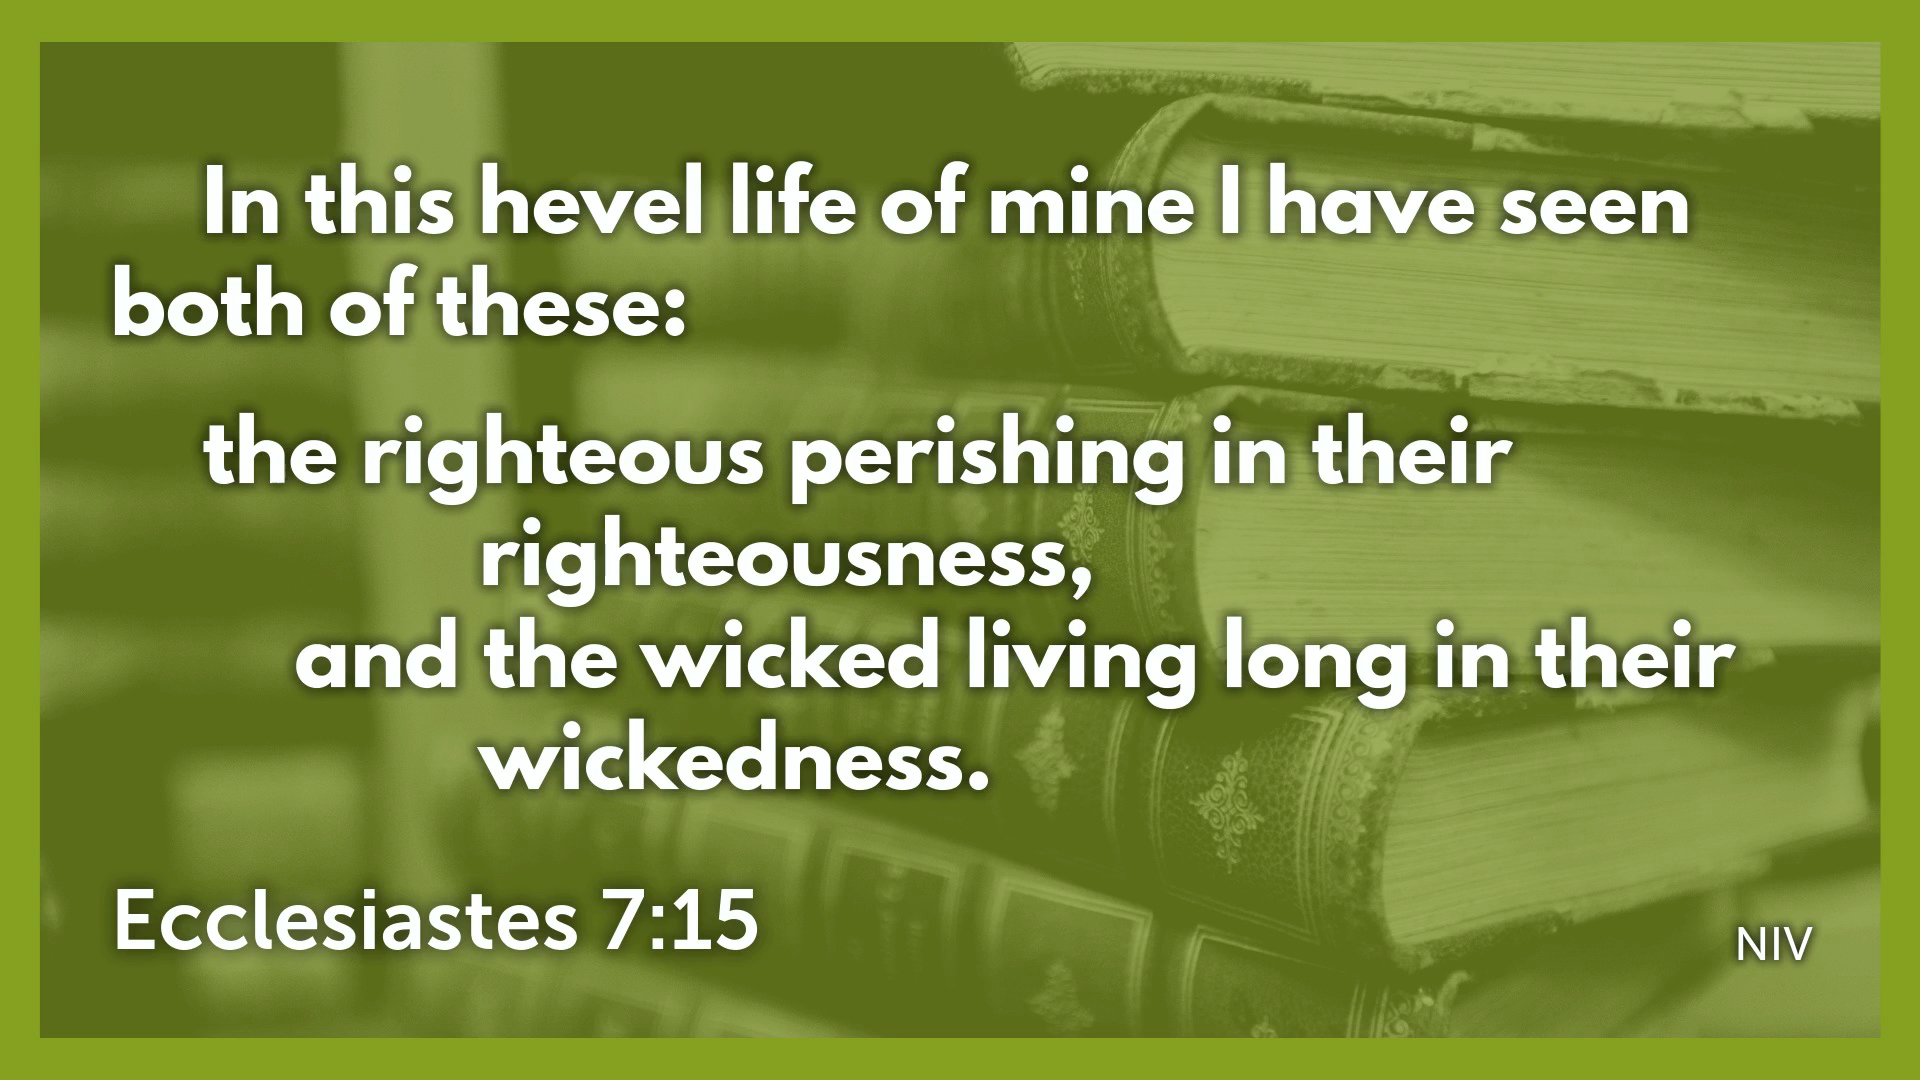 In this hevel life of mine I have seen
both of these:
the righteous perishing in their
righteousness,
and the wicked living long in their
wickedness.
Ecclesiastes 7:15
NIV